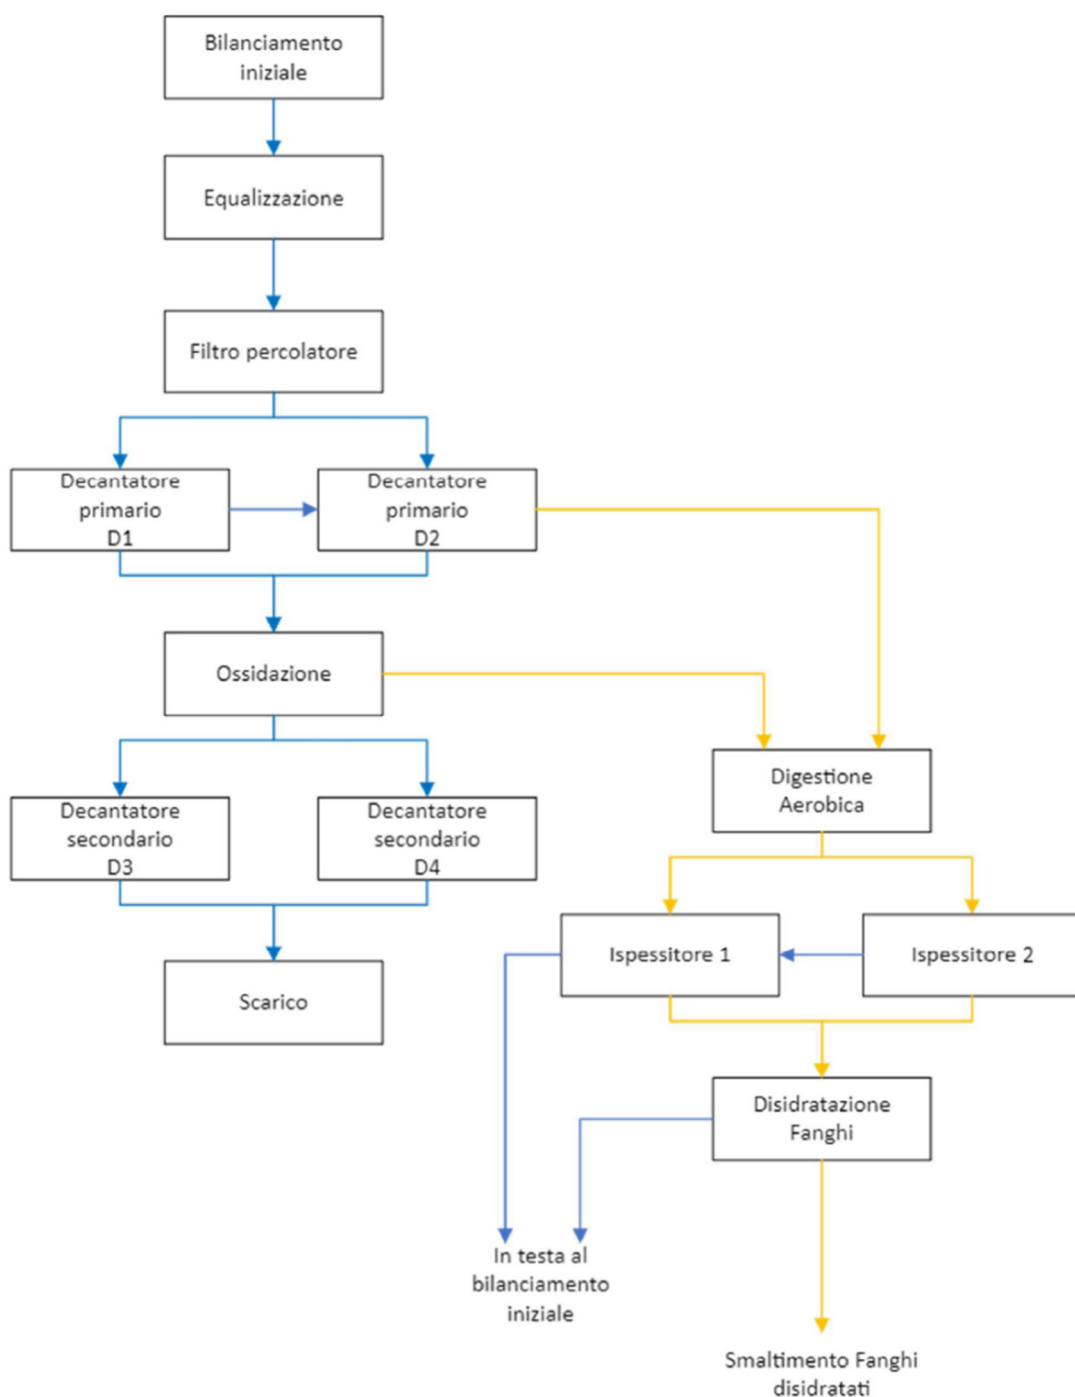 Bilanciamento
iniziale
Equalizzazione
Filtro percolatore
Decantatore
primario
D1
Decantatore
primario
D2
Ossidazione
Decantatore
secondario
D3
Decantatore
secondario
D4
Scarico
Digestione
Aerobica
Ispessitore 1
Ispessitore 2
Disidratazione
Fanghi
In testa al
bilanciamento
iniziale
Smaltimento Fanghi
disidratati